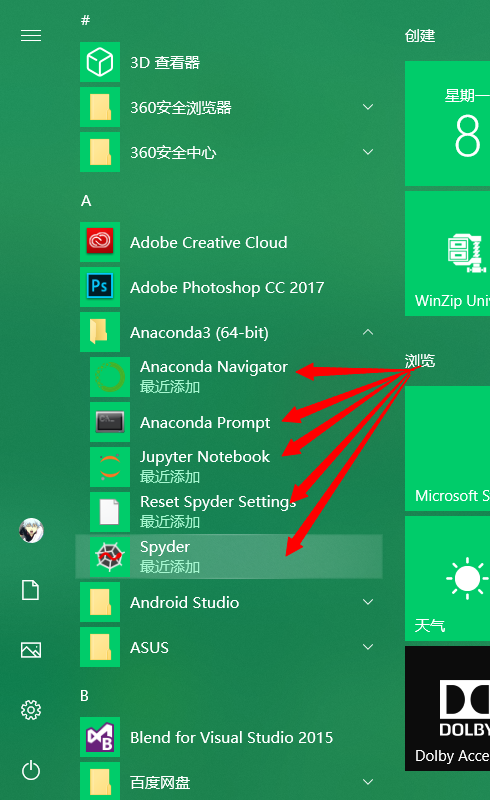 #
3D 查看器
360安全浏览器
360安全中心
A
Adobe Creative Cloud
Ps
Adobe Photoshop CC 2017
Anaconda3 (64-bit)
Anaconda Navigator
最近添加
Anaconda Prompt
Jupyter Notebook
最近添加
Reset Spyder Settings
最近添加
Spyder
最近添加
Android Studio
ASUS
B
Blend for Visual Studio 2015
百度网盘
创建
星期一
8
WinZip Univ
浏览
Microsoft S
天气
DOLBY
Dolby Acce